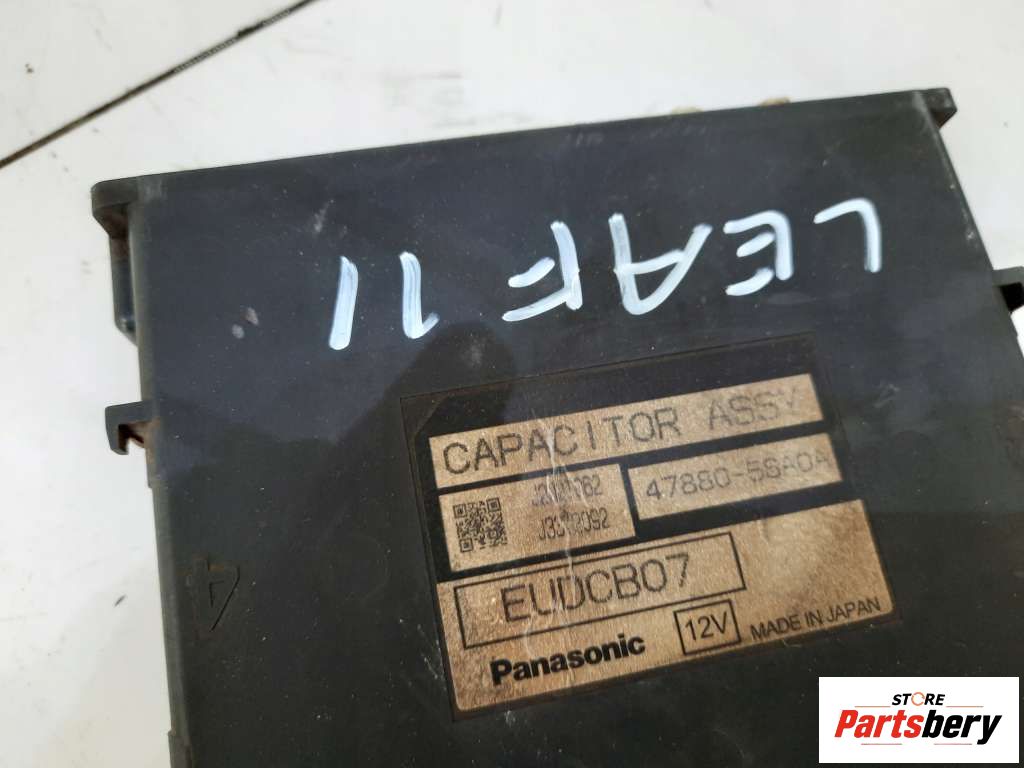 LEAF 11
CAPACITOR ASSY
47880-5SA0A
EUDCB07
Panasonic
12V
MADE IN JAPAN
STORE
Partsbery